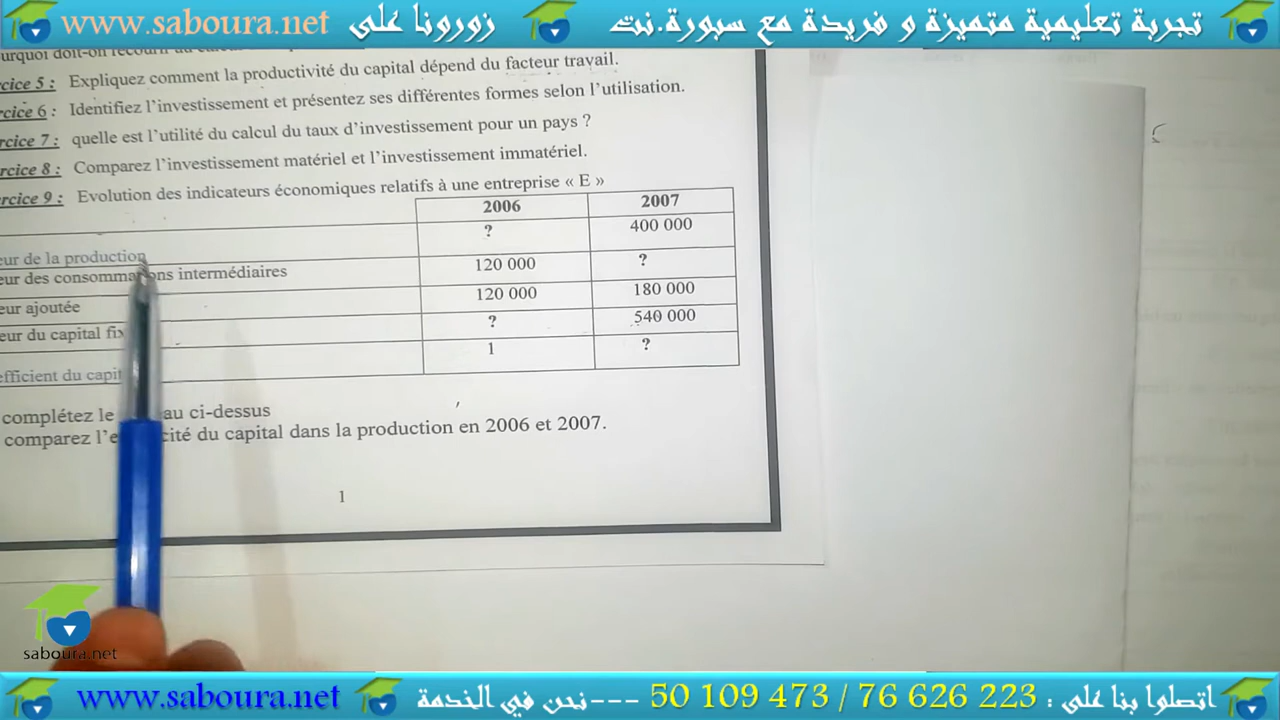 www.saboura.net زورونا على تجربة تعليمية متميزة و فريدة مع سبورة.نت
rcice 5 : Expliquez comment la productivité du capital dépend du facteur travail.
rcice 6 : Identifiez l'investissement et présentez ses différentes formes selon l'utilisation.
rcice 7 : quelle est l'utilité du calcul du taux d'investissement pour un pays ?
rcice 8 : Comparez l'investissement matériel et l'investissement immatériel.
rcice 9 : Evolution des indicateurs économiques relatifs à une entreprise « E »
2006 2007
eur de la production ? 400 000
eur des consommations intermédiaires 120 000 ?
eur ajoutée 120 000 180 000
eur du capital fix ? 540 000
efficient du capit 1 ?
complétez le au ci-dessus
comparez l'e cité du capital dans la production en 2006 et 2007.
1
saboura.net
www.saboura.net اتصلوا بنا على : 50 109 473 / 76 626 223 ---نحن في الخدمة